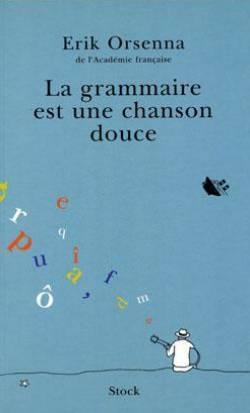 Erik Orsenna
de l'Académie française
La grammaire
est une chanson
douce
e
p
r
e
q
î
p
u
d
a
,
f
ô
d
m
Stock